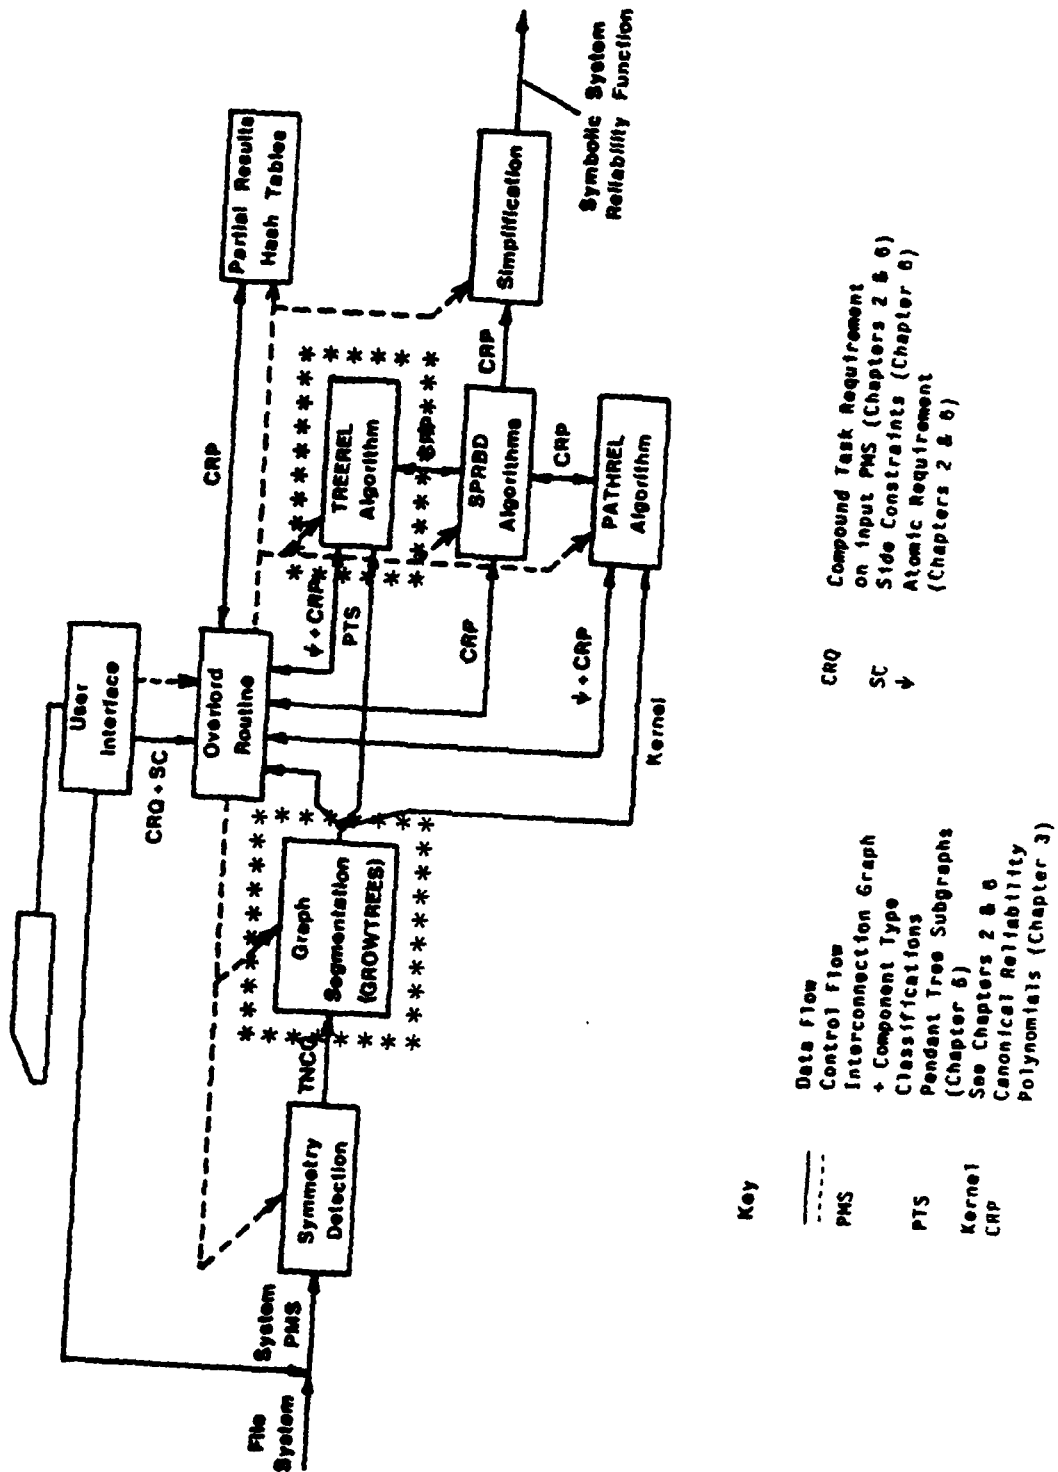 User
Interface
CRQ + SC
Overlord
Routine
CRP
Partial Results
Hash Tables
File
System
System
PMS
Symmetry
Detection
Graph
Segmentation
(GROWTREES)
ψ + CRP
PTS
TREEREL
Algorithm
CRP
SPRBD
Algorithms
CRP
CRP
ψ + CRP
PATHREL
Algorithm
Kernel
CRP
Simplification
Symbolic System
Reliability Function
Key
Data Flow
Control Flow
PMS Interconnection Graph
+ Component Type
Classifications
PTS Pendant Tree Subgraphs
(Chapter 6)
Kernel See Chapters 2 & 6
CRP Canonical Reliability
Polynomials (Chapter 3)
CRQ Compound Task Requirement
on input PMS (Chapters 2 & 6)
SC Side Constraints (Chapter 6)
ψ Atomic Requirement
(Chapters 2 & 6)